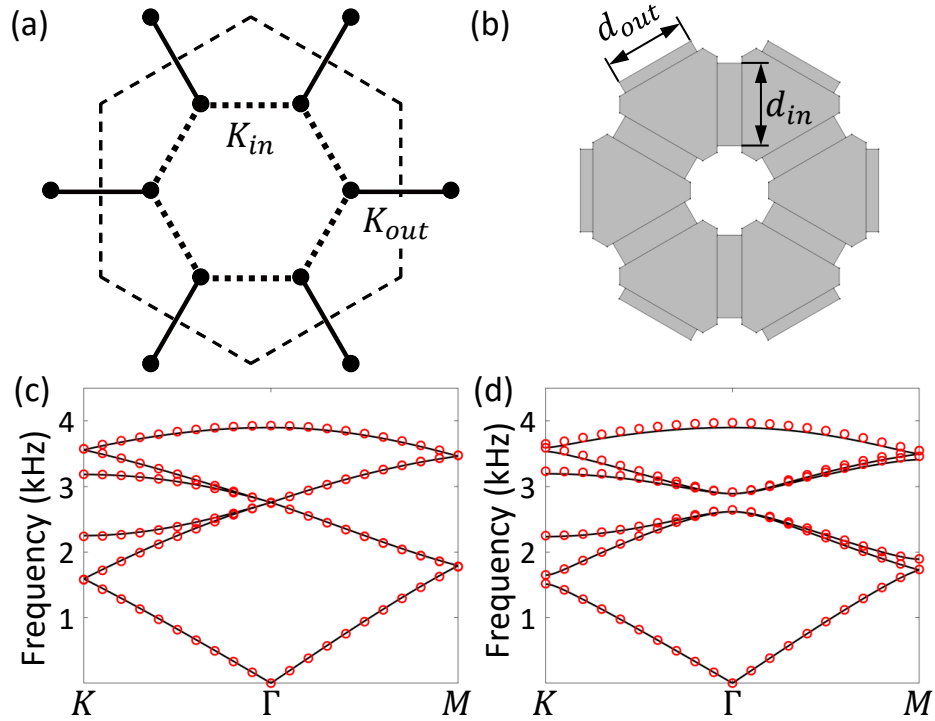 (a)
K_in
K_out
(b)
d_out
d_in
(c)
Frequency (kHz)
4
3
2
1
K
Γ
M
(d)
Frequency (kHz)
4
3
2
1
K
Γ
M